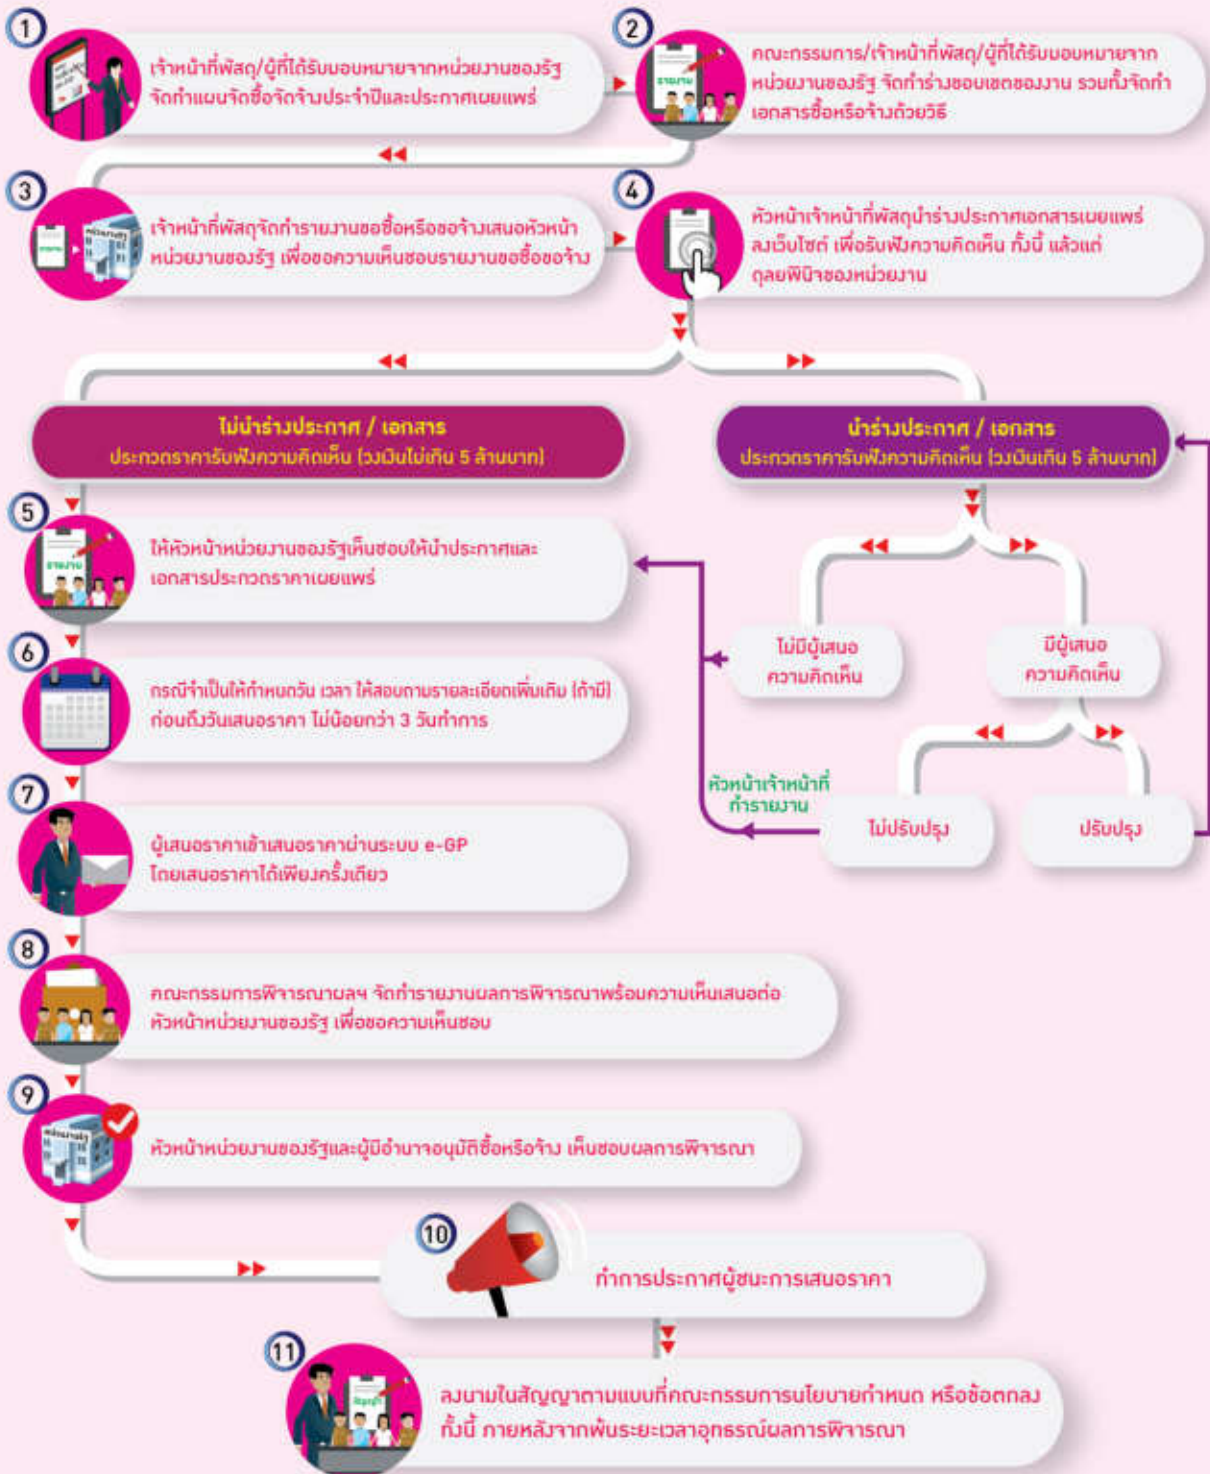 1
เจ้าหน้าที่พัสดุ/ผู้ที่ได้รับมอบหมายจากหน่วยงานของรัฐ
จัดทำแผนจัดซื้อจัดจ้างประจำปีและประกาศเผยแพร่
2
รายงาน
คณะกรรมการ/เจ้าหน้าที่พัสดุ/ผู้ที่ได้รับมอบหมายจาก
หน่วยงานของรัฐ จัดทำร่างขอบเขตของงาน รวมทั้งจัดทำ
เอกสารซื้อหรือจ้างด้วยวิธี
3
รายงาน
หน่วยงานรัฐ
เจ้าหน้าที่พัสดุจัดทำรายงานขอซื้อหรือขอจ้างเสนอหัวหน้า
หน่วยงานของรัฐ เพื่อขอความเห็นชอบรายงานขอซื้อขอจ้าง
4
หัวหน้าเจ้าหน้าที่พัสดุนำร่างประกาศเอกสารเผยแพร่
ลงเว็บไซต์ เพื่อรับฟังความคิดเห็น ทั้งนี้ แล้วแต่
ดุลยพินิจของหน่วยงาน
ไม่นำร่างประกาศ / เอกสาร
ประกวดราคารับฟังความคิดเห็น (วงเงินไม่เกิน 5 ล้านบาท)
นำร่างประกาศ / เอกสาร
ประกวดราคารับฟังความคิดเห็น (วงเงินเกิน 5 ล้านบาท)
5
รายงาน
ให้หัวหน้าหน่วยงานของรัฐเห็นชอบให้นำประกาศและ
เอกสารประกวดราคาเผยแพร่
ไม่มีผู้เสนอ
ความคิดเห็น
มีผู้เสนอ
ความคิดเห็น
6
กรณีจำเป็นให้กำหนดวัน เวลา ให้สอบถามรายละเอียดเพิ่มเติม (ถ้ามี)
ก่อนถึงวันเสนอราคา ไม่น้อยกว่า 3 วันทำการ
หัวหน้าเจ้าหน้าที่
ทำรายงาน
ไม่ปรับปรุง
ปรับปรุง
7
ผู้เสนอราคาเข้าเสนอราคาผ่านระบบ e-GP
โดยเสนอราคาได้เพียงครั้งเดียว
8
คณะกรรมการพิจารณาผลฯ จัดทำรายงานผลการพิจารณาพร้อมความเห็นเสนอต่อ
หัวหน้าหน่วยงานของรัฐ เพื่อขอความเห็นชอบ
9
หน่วยงานรัฐ
หัวหน้าหน่วยงานของรัฐและผู้มีอำนาจอนุมัติซื้อหรือจ้าง เห็นชอบผลการพิจารณา
10
ทำการประกาศผู้ชนะการเสนอราคา
11
สัญญา
ลงนามในสัญญาตามแบบที่คณะกรรมการนโยบายกำหนด หรือข้อตกลง
ทั้งนี้ ภายหลังจากพ้นระยะเวลาอุทธรณ์ผลการพิจารณา